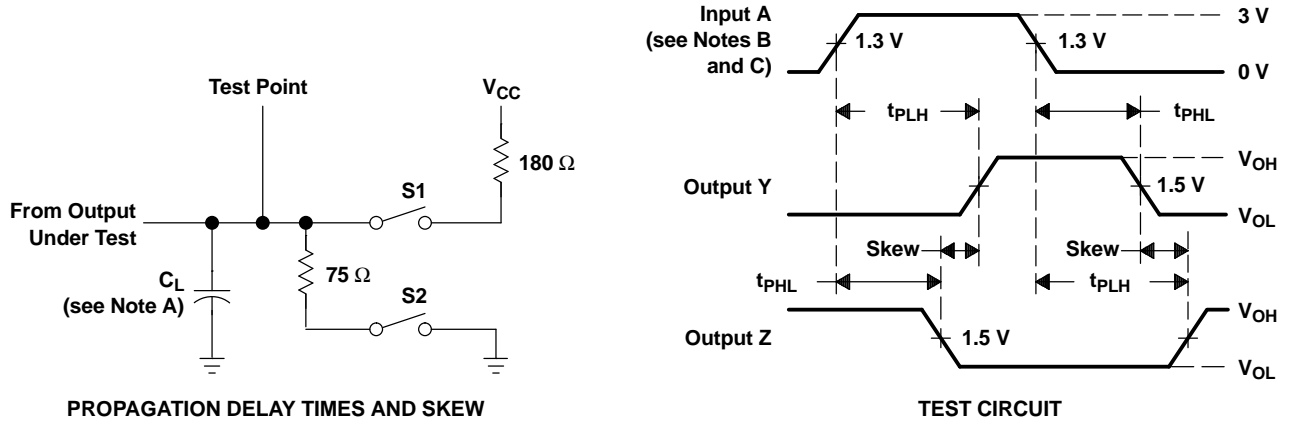 Test Point
VCC
180 Ω
S1
From Output
Under Test
75 Ω
CL
(see Note A)
S2
PROPAGATION DELAY TIMES AND SKEW
Input A
(see Notes B
and C)
1.3 V
1.3 V
3 V
0 V
tPLH
tPHL
Output Y
1.5 V
VOH
VOL
Skew
Skew
tPHL
tPLH
Output Z
1.5 V
VOH
VOL
TEST CIRCUIT